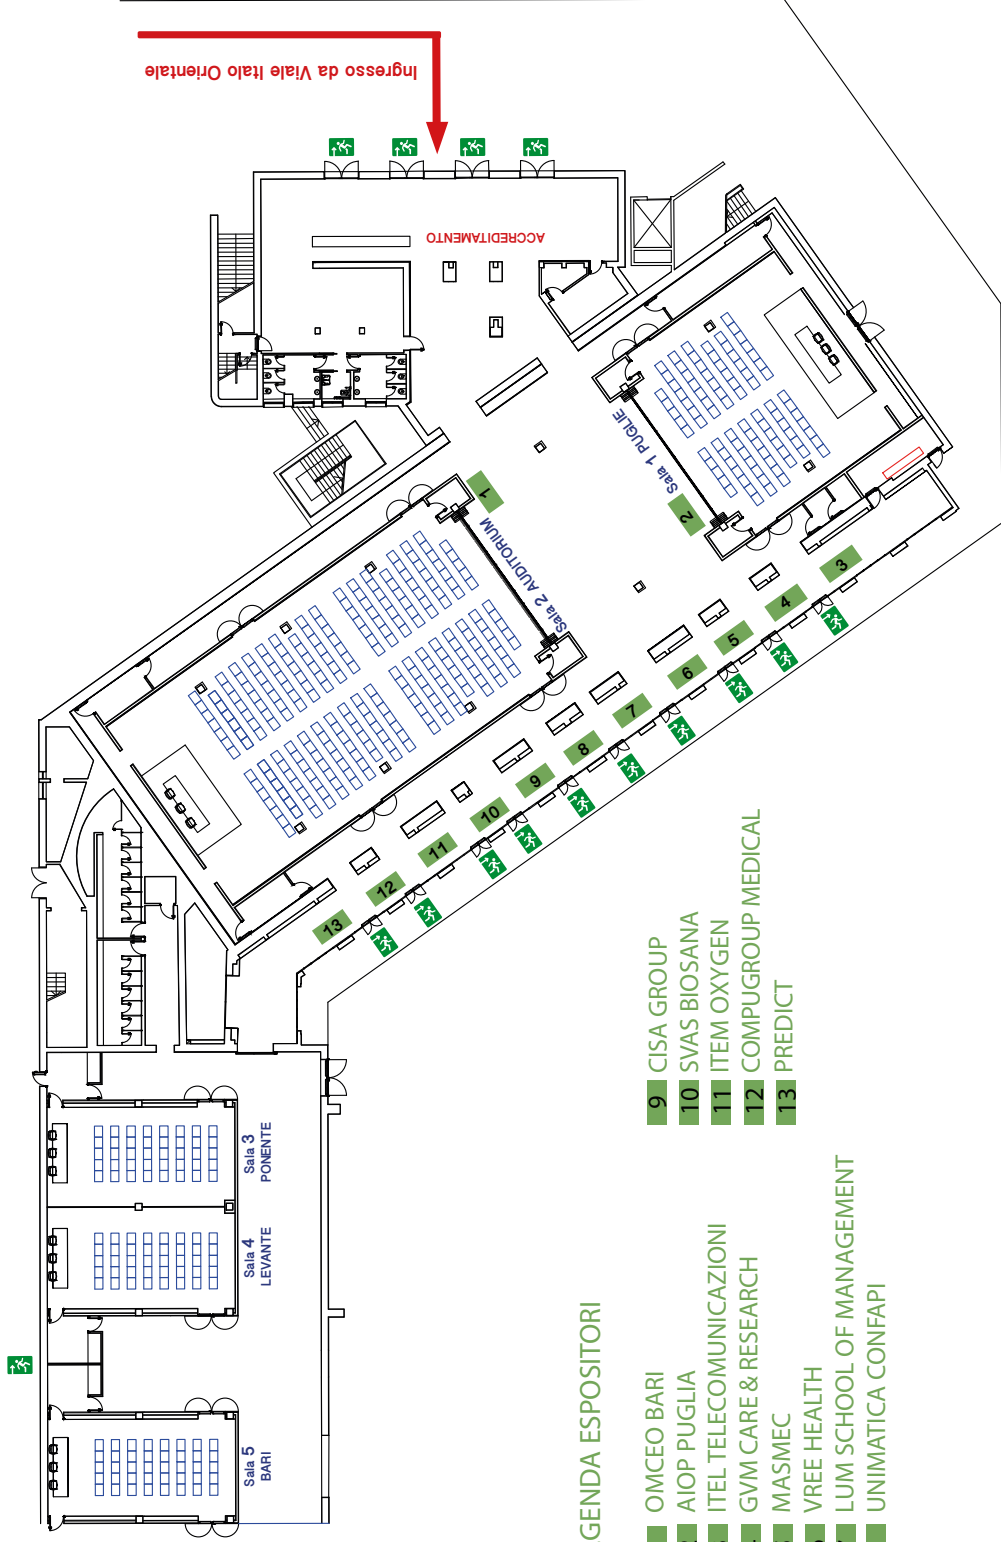 Ingresso da Viale Italo Orientale
ACCREDITAMENTO
Sala 1 PUGLIE
Sala 2 AUDITORIUM
1
2
3
4
5
6
7
8
9
10
11
12
13
Sala 3
PONENTE
Sala 4
LEVANTE
Sala 5
BARI
GENDA ESPOSITORI
OMCEO BARI
AIOP PUGLIA
ITEL TELECOMUNICAZIONI
GVM CARE & RESEARCH
MASMEC
VREE HEALTH
LUM SCHOOL OF MANAGEMENT
UNIMATICA CONFAPI
9 CISA GROUP
10 SVAS BIOSANA
11 ITEM OXYGEN
12 COMPUGROUP MEDICAL
13 PREDICT